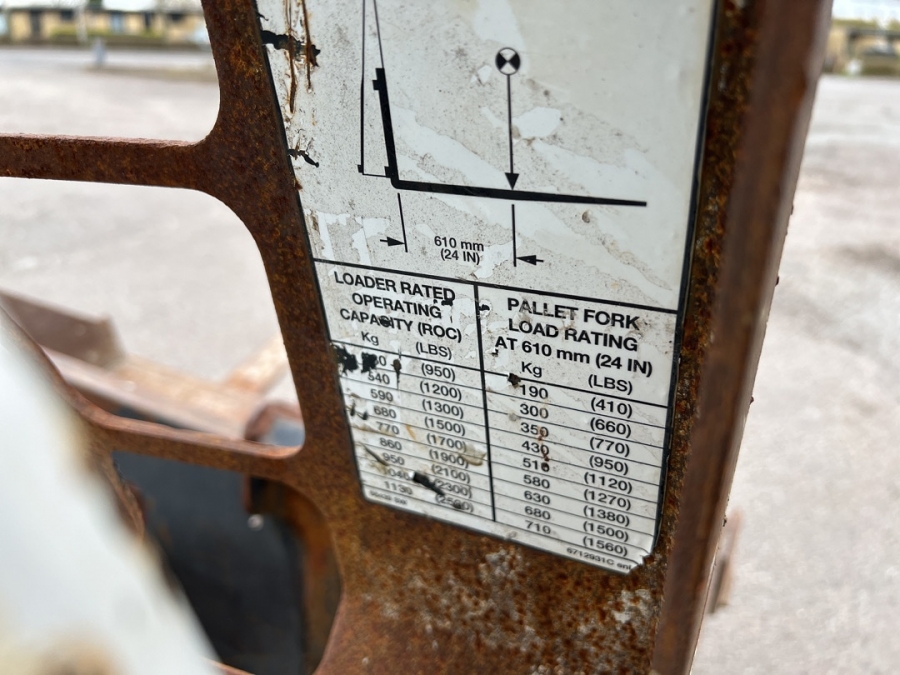 610 mm
(24 IN)
LOADER RATED
OPERATING
CAPACITY (ROC)
Kg (LBS)
(950)
540 (1200)
590 (1300)
680 (1500)
770 (1700)
860 (1900)
950 (2100)
(2300)
1130
PALLET FORK
LOAD RATING
AT 610 mm (24 IN)
Kg (LBS)
190 (410)
300 (660)
350 (770)
430 (950)
510 (1120)
580 (1270)
630 (1380)
680 (1500)
710 (1560)
6712931C enl